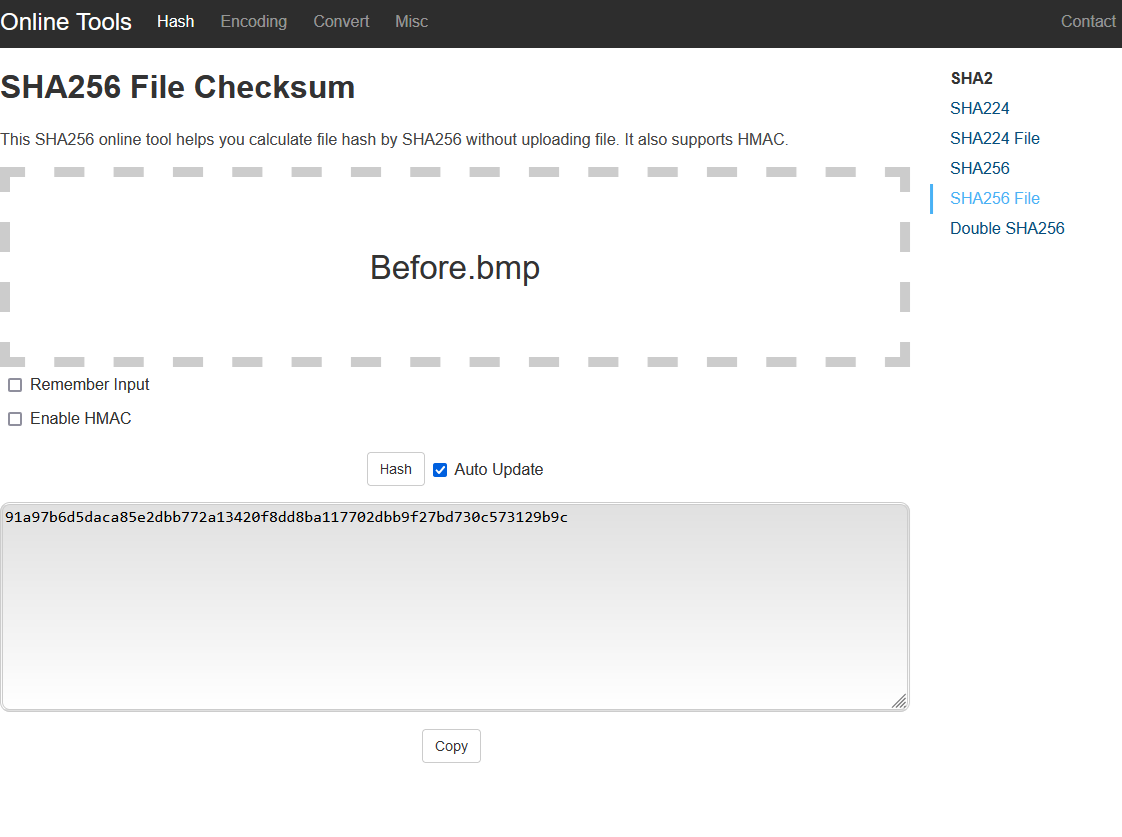 Online Tools Hash Encoding Convert Misc Contact
SHA256 File Checksum
This SHA256 online tool helps you calculate file hash by SHA256 without uploading file. It also supports HMAC.
Before.bmp
Remember Input
Enable HMAC
Hash Auto Update
91a97b6d5daca85e2dbb772a13420f8dd8ba117702dbb9f27bd730c573129b9c
Copy
SHA2
SHA224
SHA224 File
SHA256
SHA256 File
Double SHA256